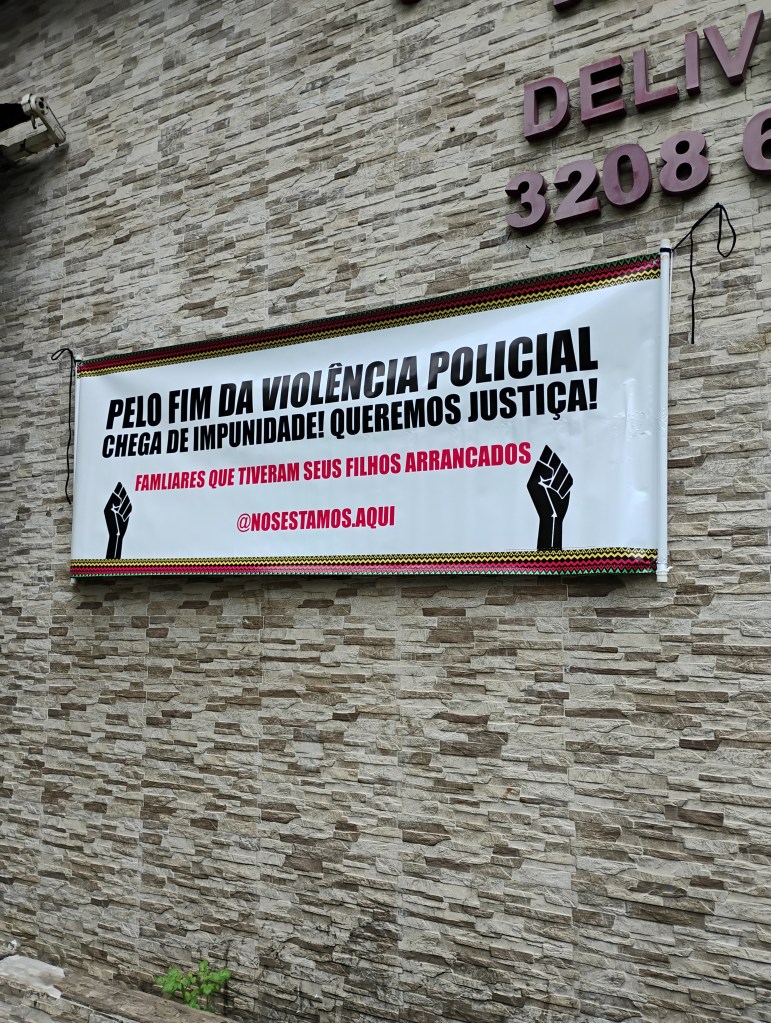 DELIV
3208 6
PELO FIM DA VIOLÊNCIA POLICIAL
CHEGA DE IMPUNIDADE! QUEREMOS JUSTIÇA!
FAMLIARES QUE TIVERAM SEUS FILHOS ARRANCADOS
@NOSESTAMOS.AQUI